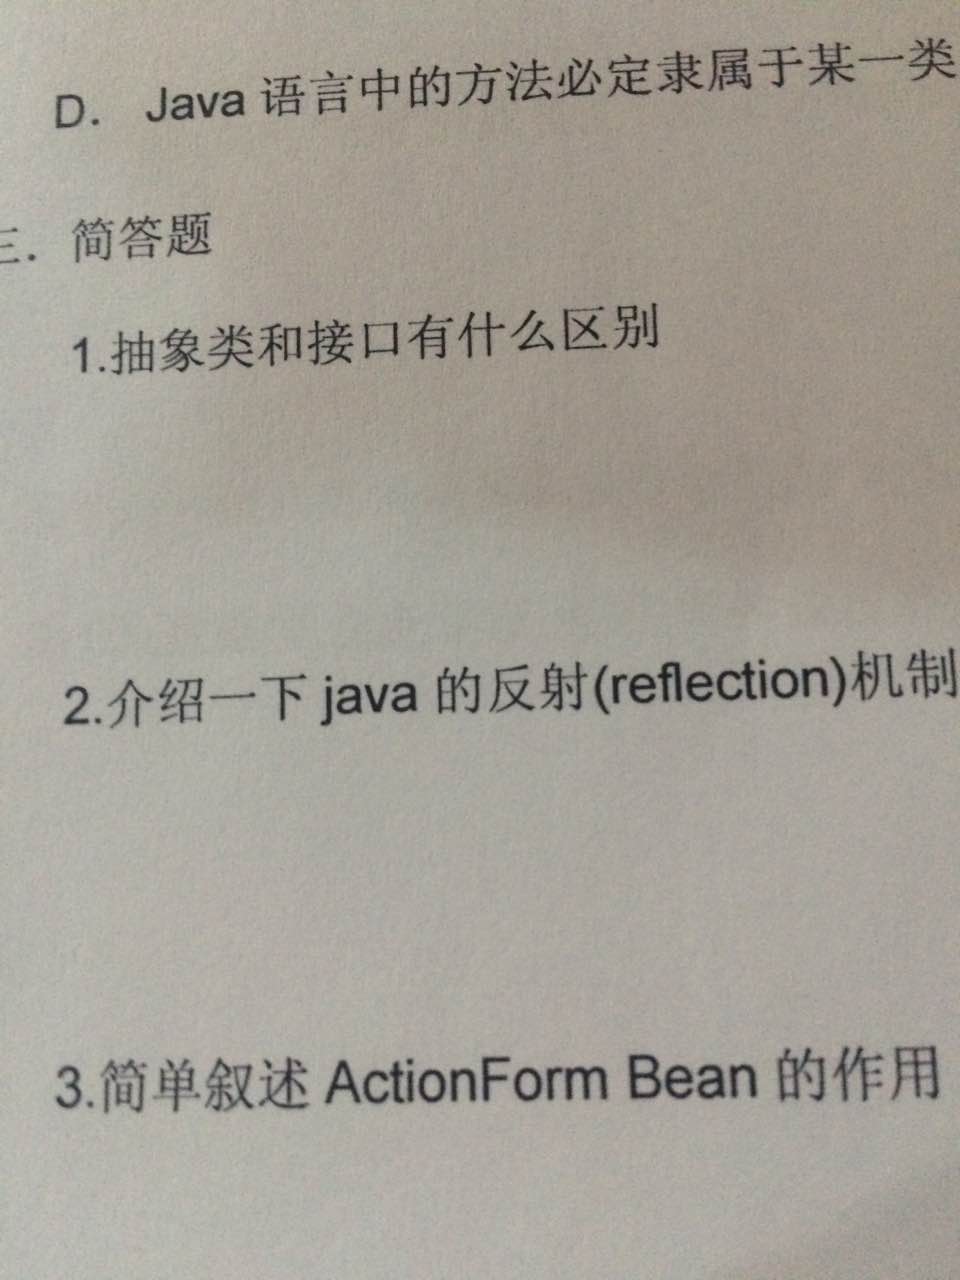 D. Java 语言中的方法必定隶属于某一类
三. 简答题
1.抽象类和接口有什么区别
2.介绍一下 java 的反射(reflection)机制
3.简单叙述 ActionForm Bean 的作用